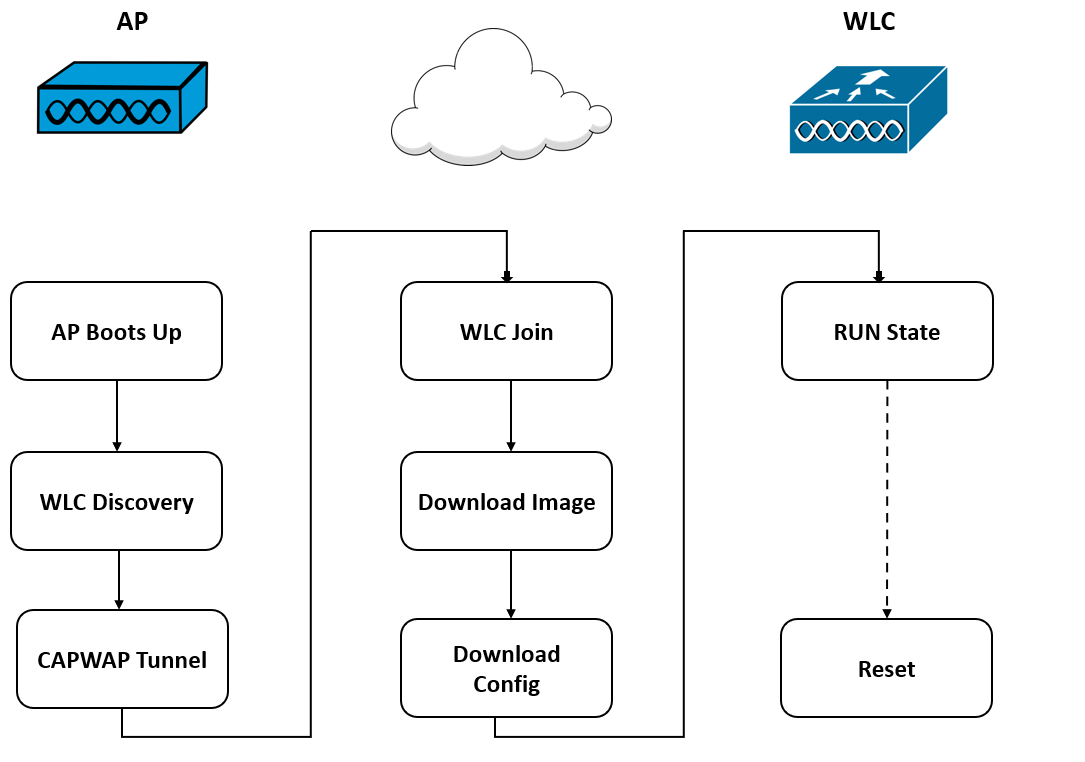 AP
WLC
AP Boots Up
WLC Discovery
CAPWAP Tunnel
WLC Join
Download Image
Download
Config
RUN State
Reset